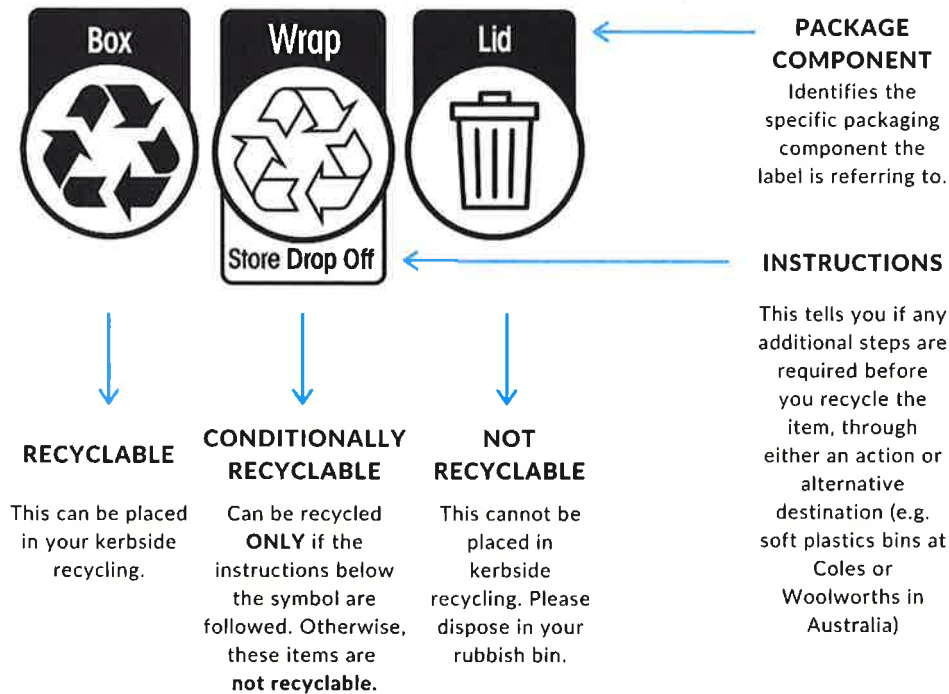 Box
Wrap
Lid
Store Drop Off
PACKAGE
COMPONENT
Identifies the
specific packaging
component the
label is referring to.
INSTRUCTIONS
This tells you if any
additional steps are
required before
you recycle the
item, through
either an action or
alternative
destination (e.g.
soft plastics bins at
Coles or
Woolworths in
Australia)
RECYCLABLE
This can be placed
in your kerbside
recycling.
CONDITIONALLY
RECYCLABLE
Can be recycled
ONLY if the
instructions below
the symbol are
followed. Otherwise,
these items are
not recyclable.
NOT
RECYCLABLE
This cannot be
placed in
kerbside
recycling. Please
dispose in your
rubbish bin.